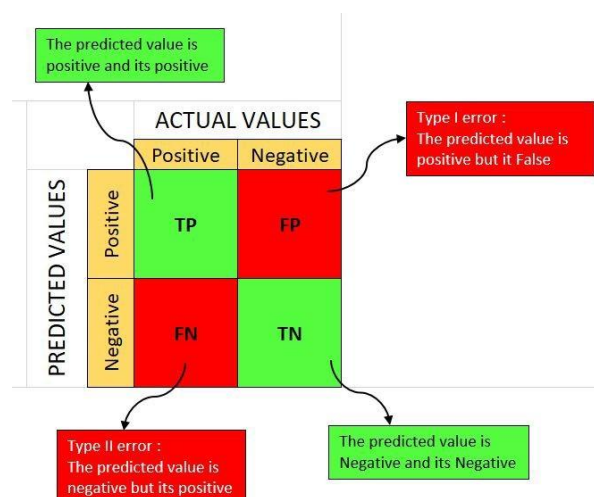 The predicted value is
positive and its positive
ACTUAL VALUES
Positive Negative
Type I error :
The predicted value is
positive but it False
PREDICTED VALUES
Positive
TP FP
Negative
FN TN
Type II error :
The predicted value is
negative but its positive
The predicted value is
Negative and its Negative